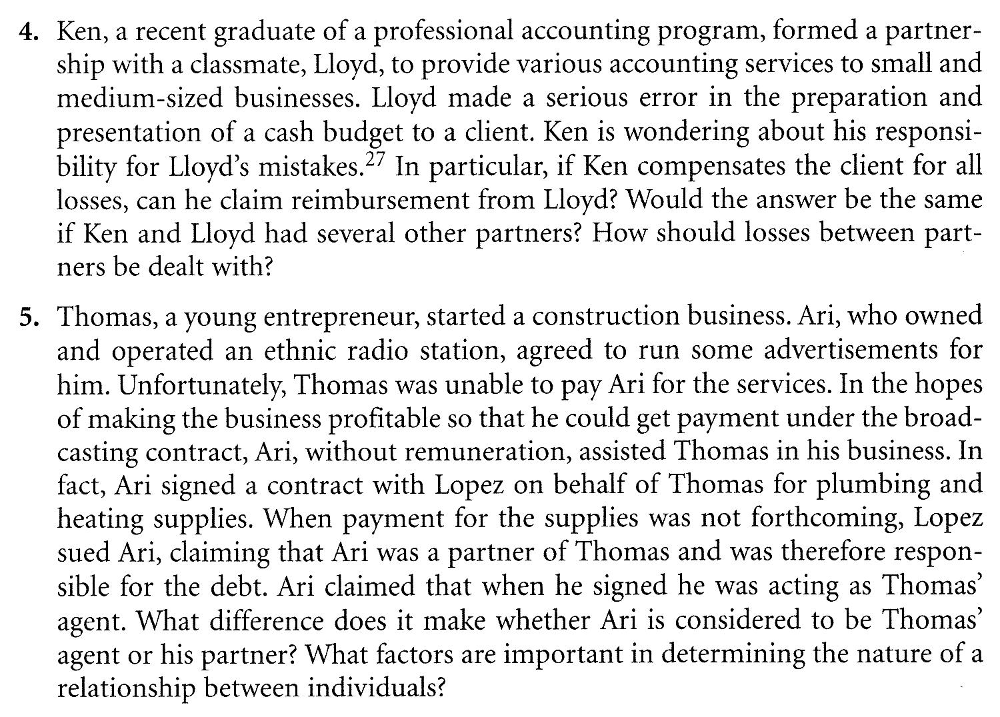 4. Ken, a recent graduate of a professional accounting program, formed a partner-
ship with a classmate, Lloyd, to provide various accounting services to small and
medium-sized businesses. Lloyd made a serious error in the preparation and
presentation of a cash budget to a client. Ken is wondering about his responsi-
bility for Lloyd’s mistakes.27 In particular, if Ken compensates the client for all
losses, can he claim reimbursement from Lloyd? Would the answer be the same
if Ken and Lloyd had several other partners? How should losses between part-
ners be dealt with?
5. Thomas, a young entrepreneur, started a construction business. Ari, who owned
and operated an ethnic radio station, agreed to run some advertisements for
him. Unfortunately, Thomas was unable to pay Ari for the services. In the hopes
of making the business profitable so that he could get payment under the broad-
casting contract, Ari, without remuneration, assisted Thomas in his business. In
fact, Ari signed a contract with Lopez on behalf of Thomas for plumbing and
heating supplies. When payment for the supplies was not forthcoming, Lopez
sued Ari, claiming that Ari was a partner of Thomas and was therefore respon-
sible for the debt. Ari claimed that when he signed he was acting as Thomas’
agent. What difference does it make whether Ari is considered to be Thomas’
agent or his partner? What factors are important in determining the nature of a
relationship between individuals?